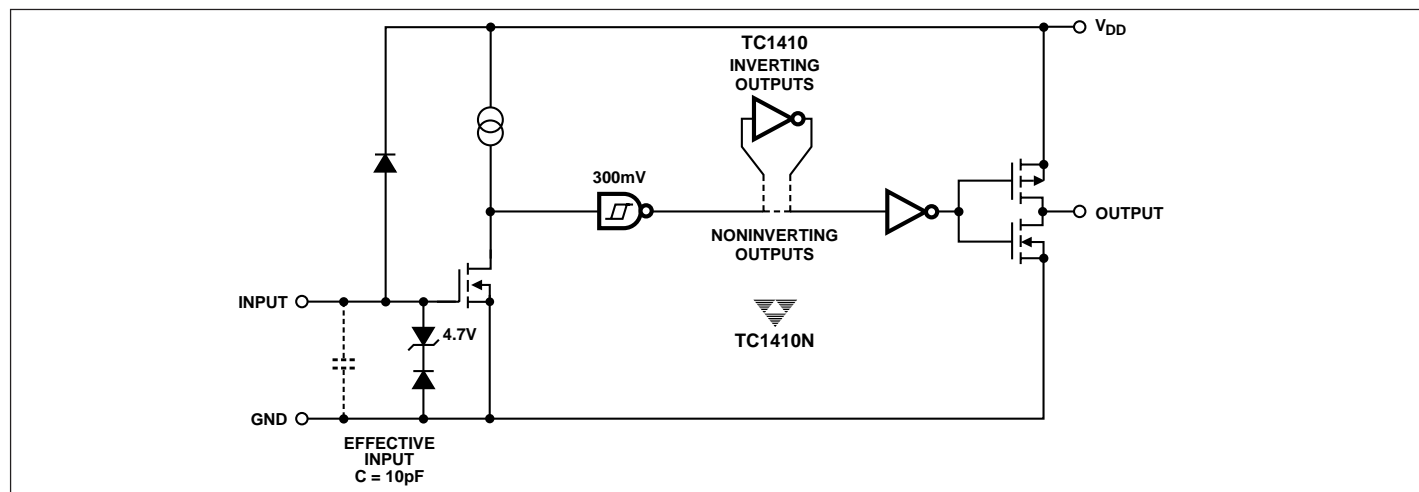 V_DD
TC1410
INVERTING
OUTPUTS
300mV
OUTPUT
NONINVERTING
OUTPUTS
INPUT
4.7V
TC1410N
GND
EFFECTIVE
INPUT
C = 10pF